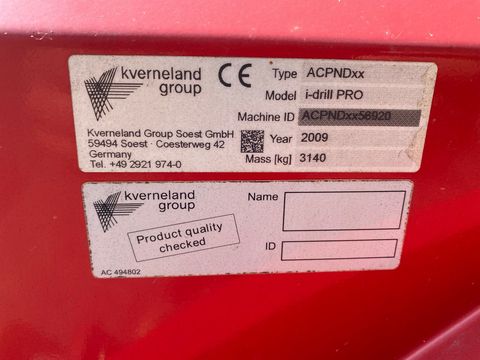 kverneland group
CE
Type ACPNDxx
Model i-drill PRO
Machine ID ACPNDxx56920
Year 2009
Mass [kg] 3140
Kverneland Group Soest GmbH
59494 Soest · Coesterweg 42
Germany
Tel. +49 2921 974-0
kverneland group
Product quality
checked
Name
ID
AC 494802